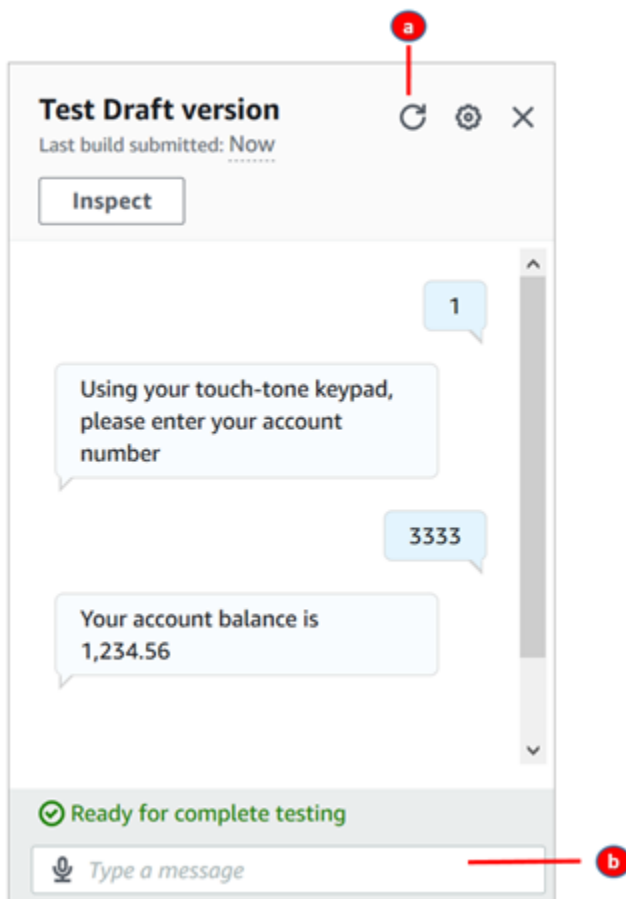 a
Test Draft version
Last build submitted: Now
Inspect
1
Using your touch-tone keypad,
please enter your account
number
3333
Your account balance is
1,234.56
Ready for complete testing
Type a message
b